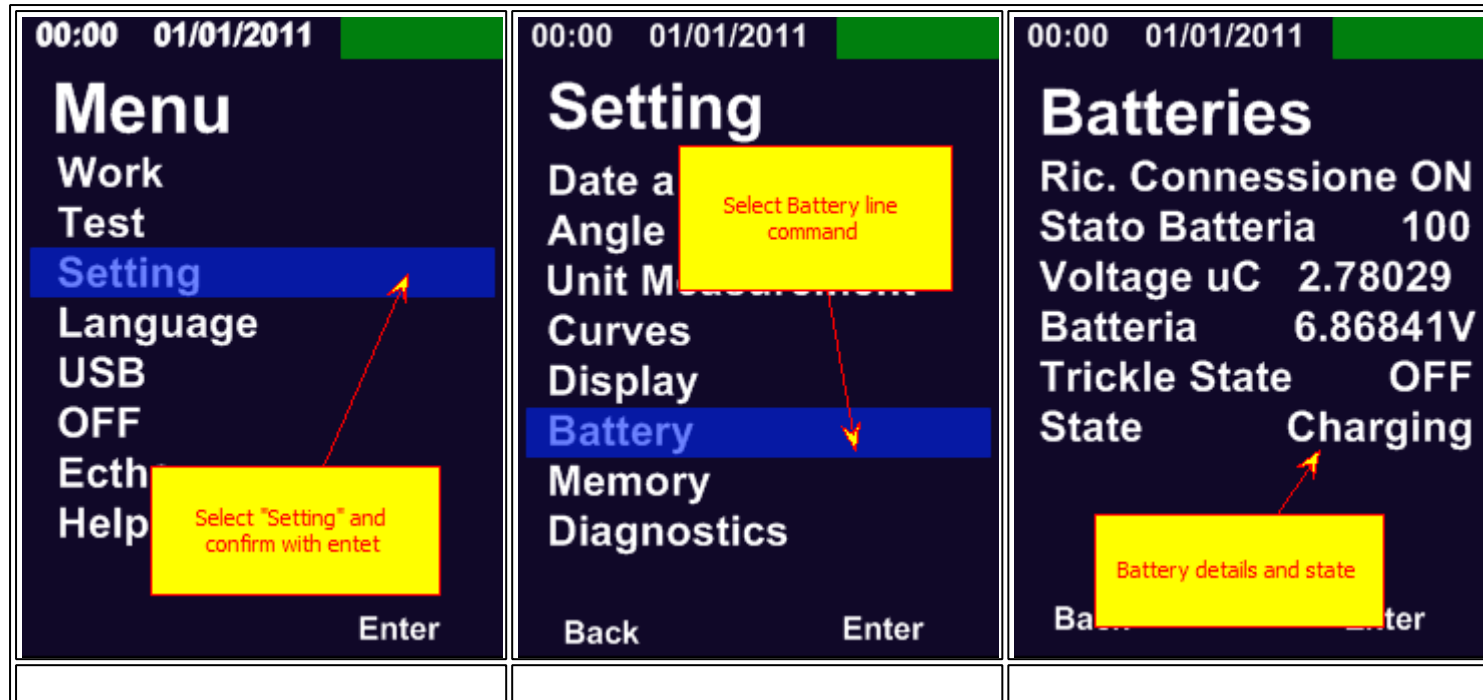 00:00 01/01/2011
Menu
Work
Test
Setting
Language
USB
OFF
Help
Select "Setting" and
confirm with entet
Enter
00:00 01/01/2011
Setting
Date
Angle
Select Battery line
command
Unit Measurement
Curves
Display
Battery
Memory
Diagnostics
Back Enter
00:00 01/01/2011
Batteries
Ric. Connessione ON
Stato Batteria 100
Voltage uC 2.78029
Batteria 6.86841V
Trickle State OFF
State Charging
Battery details and state
Back Enter